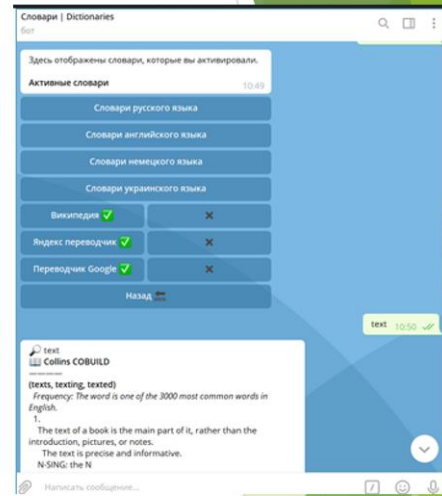 Словари | Dictionaries
бот
Здесь отображены словари, которые вы активировали.
Активные словари 10:49
Словари русского языка
Словари английского языка
Словари немецкого языка
Словари украинского языка
Википедия ✅ ✖
Яндекс переводчик ✅ ✖
Переводчик Google ✅ ✖
Назад 🔙
text 10:50
🔎 text
📖 Collins COBUILD
————
(texts, texting, texted)
Frequency: The word is one of the 3000 most common words in
English.
1.
The text of a book is the main part of it, rather than the
introduction, pictures, or notes.
The text is precise and informative.
N-SING: the N
Написать сообщение...